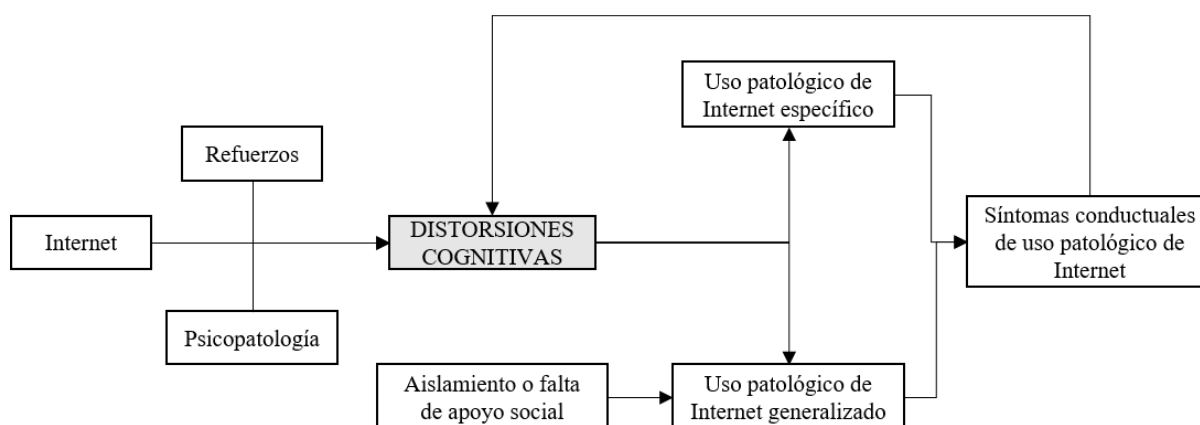 Uso patológico de
Internet específico
Refuerzos
Internet
DISTORSIONES
COGNITIVAS
Síntomas conductuales
de uso patológico de
Internet
Psicopatología
Aislamiento o falta
de apoyo social
Uso patológico de
Internet generalizado